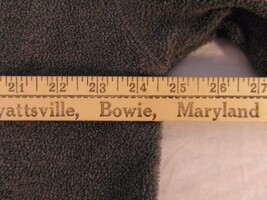 21 22 23 24 25 26 27
yattsville, Bowie, Maryland